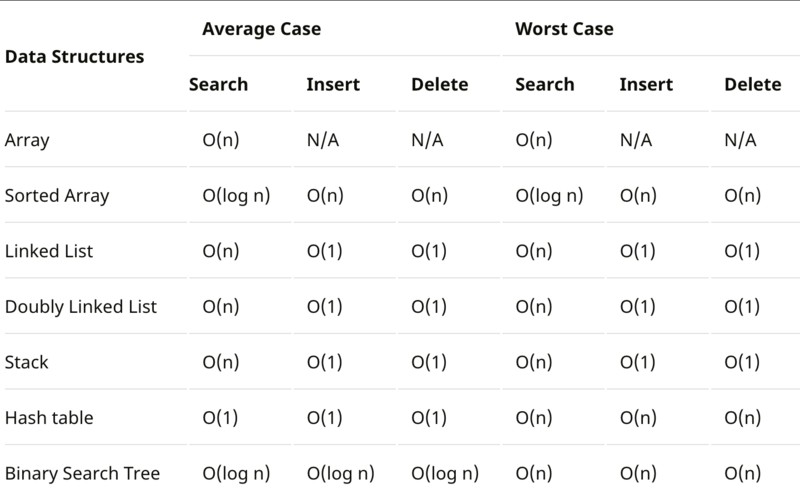 Average Case Worst Case
Data Structures
Search Insert Delete Search Insert Delete
Array O(n) N/A N/A O(n) N/A N/A
Sorted Array O(log n) O(n) O(n) O(log n) O(n) O(n)
Linked List O(n) O(1) O(1) O(n) O(1) O(1)
Doubly Linked List O(n) O(1) O(1) O(n) O(1) O(1)
Stack O(n) O(1) O(1) O(n) O(1) O(1)
Hash table O(1) O(1) O(1) O(n) O(n) O(n)
Binary Search Tree O(log n) O(log n) O(log n) O(n) O(n) O(n)